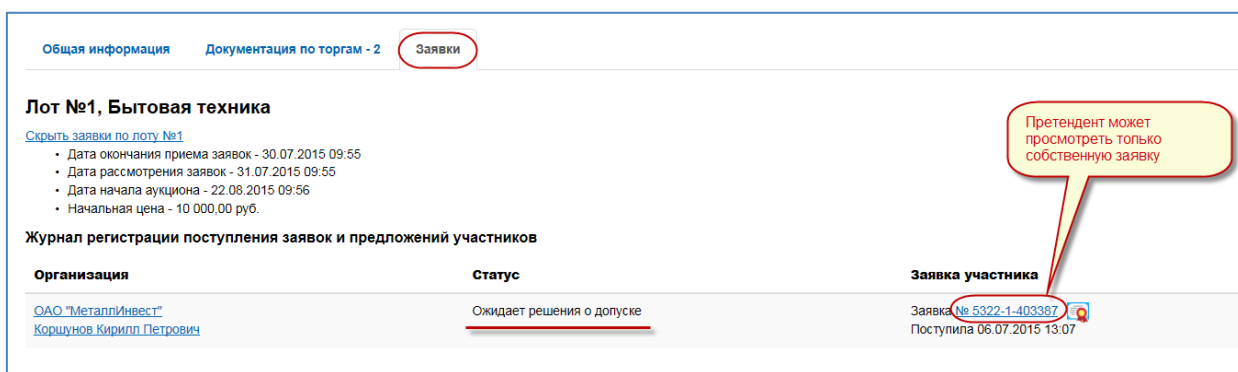 Общая информация Документация по торгам - 2 Заявки
Лот №1, Бытовая техника
Скрыть заявки по лоту №1
• Дата окончания приема заявок - 30.07.2015 09:55
• Дата рассмотрения заявок - 31.07.2015 09:55
• Дата начала аукциона - 22.08.2015 09:56
• Начальная цена - 10 000,00 руб.
Претендент может
просмотреть только
собственную заявку
Журнал регистрации поступления заявок и предложений участников
Организация Статус Заявка участника
ОАО "МеталлИнвест" Ожидает решения о допуске Заявка № 5322-1-403387
Коршунов Кирилл Петрович Поступила 06.07.2015 13:07